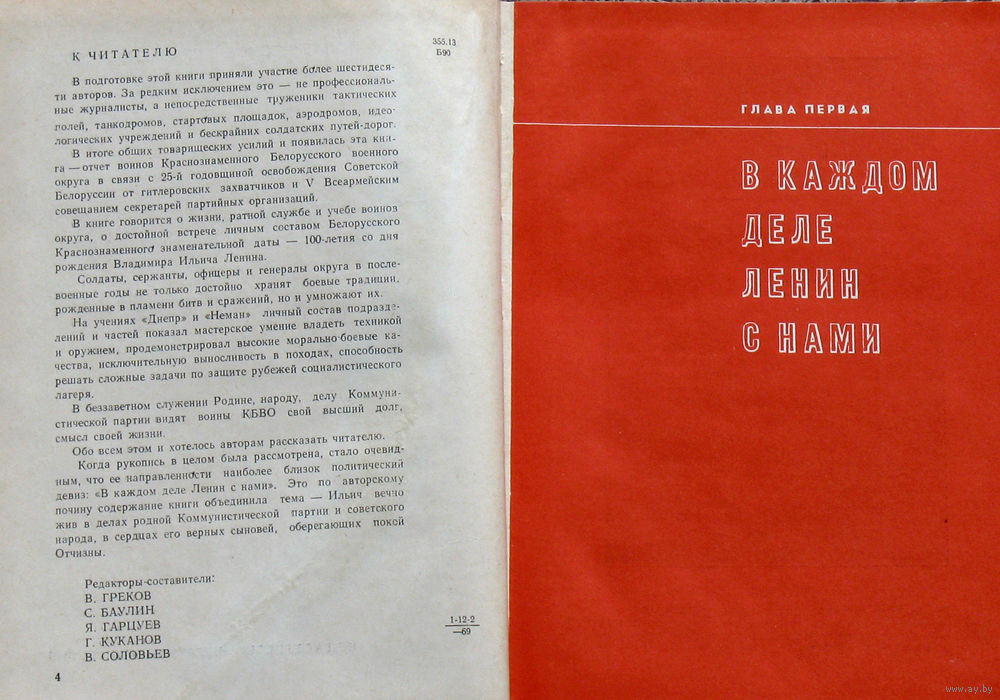 К ЧИТАТЕЛЮ
355.13
Б90
В подготовке этой книги приняли участие более шестидеся-
ти авторов. За редким исключением это — не профессиональ-
ные журналисты, а непосредственные труженики тактических
полей, танкодромов, стартовых площадок, аэродромов, идео-
логических учреждений и бескрайних солдатских путей-дорог.
В итоге общих товарищеских усилий и появилась эта кни-
га — отчет воинов Краснознаменного Белорусского военного
округа в связи с 25-й годовщиной освобождения Советской
Белоруссии от гитлеровских захватчиков и V Всеармейским
совещанием секретарей партийных организаций.
В книге говорится о жизни, ратной службе и учебе воинов
округа, о достойной встрече личным составом Белорусского
Краснознаменного знаменательной даты — 100-летия со дня
рождения Владимира Ильича Ленина.
Солдаты, сержанты, офицеры и генералы округа в после-
военные годы не только достойно хранят боевые традиции,
рожденные в пламени битв и сражений, но и умножают их.
На учениях «Днепр» и «Неман» личный состав подразде-
лений и частей показал мастерское умение владеть техникой
и оружием, продемонстрировал высокие морально-боевые ка-
чества, исключительную выносливость в походах, способность
решать сложные задачи по защите рубежей социалистического
лагеря.
В беззаветном служении Родине, народу, делу Коммуни-
стической партии видят воины КБВО свой высший долг,
смысл своей жизни.
Обо всем этом и хотелось авторам рассказать читателю.
Когда рукопись в целом была рассмотрена, стало очевид-
ным, что ее направленности наиболее близок политический
девиз: «В каждом деле Ленин с нами». Это по авторскому
почину содержание книги объединила тема — Ильич вечно
жив в делах родной Коммунистической партии и советского
народа, в сердцах его верных сыновей, оберегающих покой
Отчизны.
Редакторы-составители:
В. ГРЕКОВ
С. БАУЛИН
Я. ГАРЦУЕВ
Г. КУКАНОВ
В. СОЛОВЬЕВ
1-12-2
—69
4
ГЛАВА ПЕРВАЯ
В КАЖДОМ
ДЕЛЕ
ЛЕНИН
С НАМИ
www.ay.by